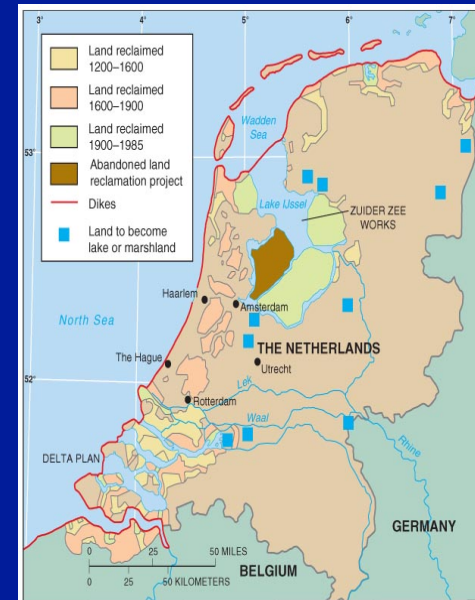 3°
4°
5°
6°
7°
Land reclaimed
1200–1600
Land reclaimed
1600–1900
Land reclaimed
1900–1985
Abandoned land
reclamation project
Dikes
Land to become
lake or marshland
53°
Wadden
Sea
Lake IJssel
ZUIDER ZEE
WORKS
Haarlem
Amsterdam
North Sea
THE NETHERLANDS
The Hague
Utrecht
52°
Lek
Rotterdam
Waal
Rhine
DELTA PLAN
GERMANY
0 25 50 MILES
0 25 50 KILOMETERS
BELGIUM